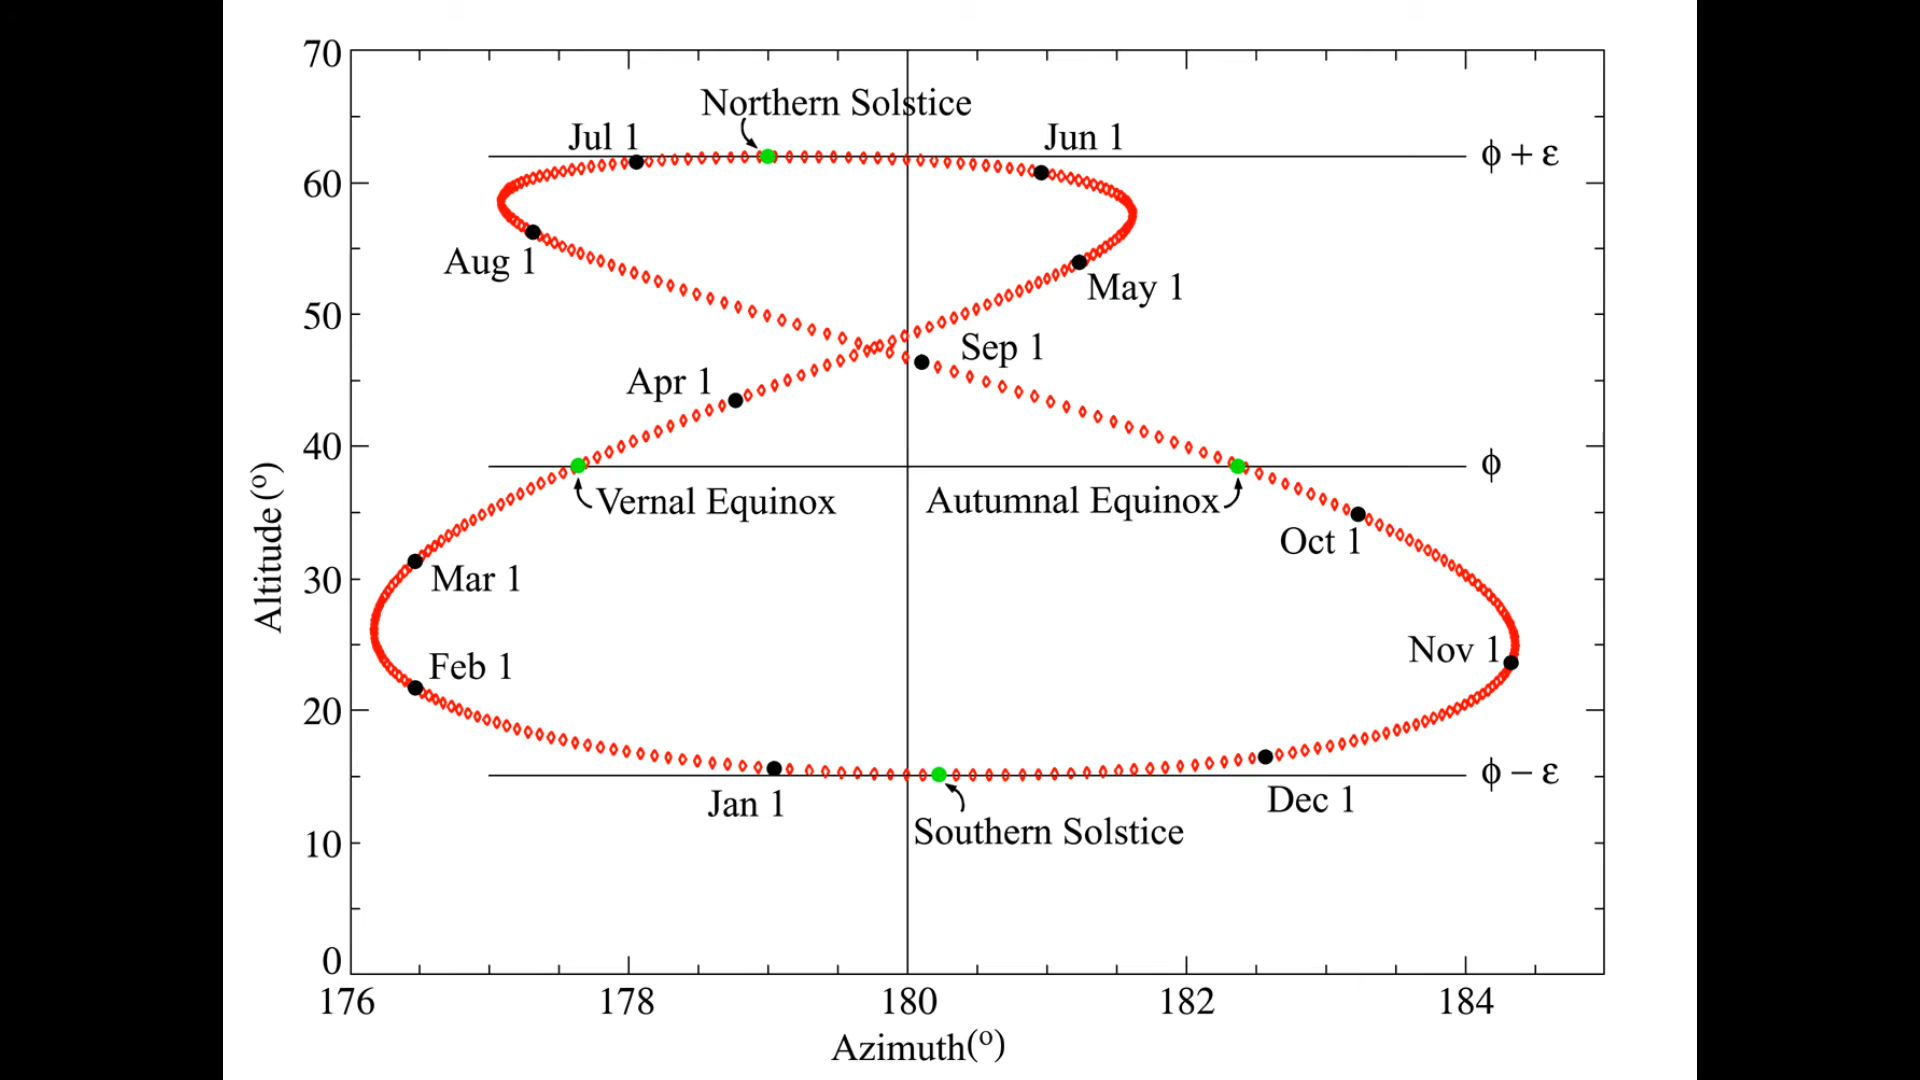 70
Northern Solstice
Jul 1
Jun 1
ϕ + ε
60
Aug 1
May 1
50
Sep 1
Apr 1
40
ϕ
Vernal Equinox
Autumnal Equinox
Oct 1
Altitude(o)
30
Mar 1
Nov 1
Feb 1
20
ϕ − ε
Jan 1
Dec 1
Southern Solstice
10
0
176
178
180
182
184
Azimuth(o)